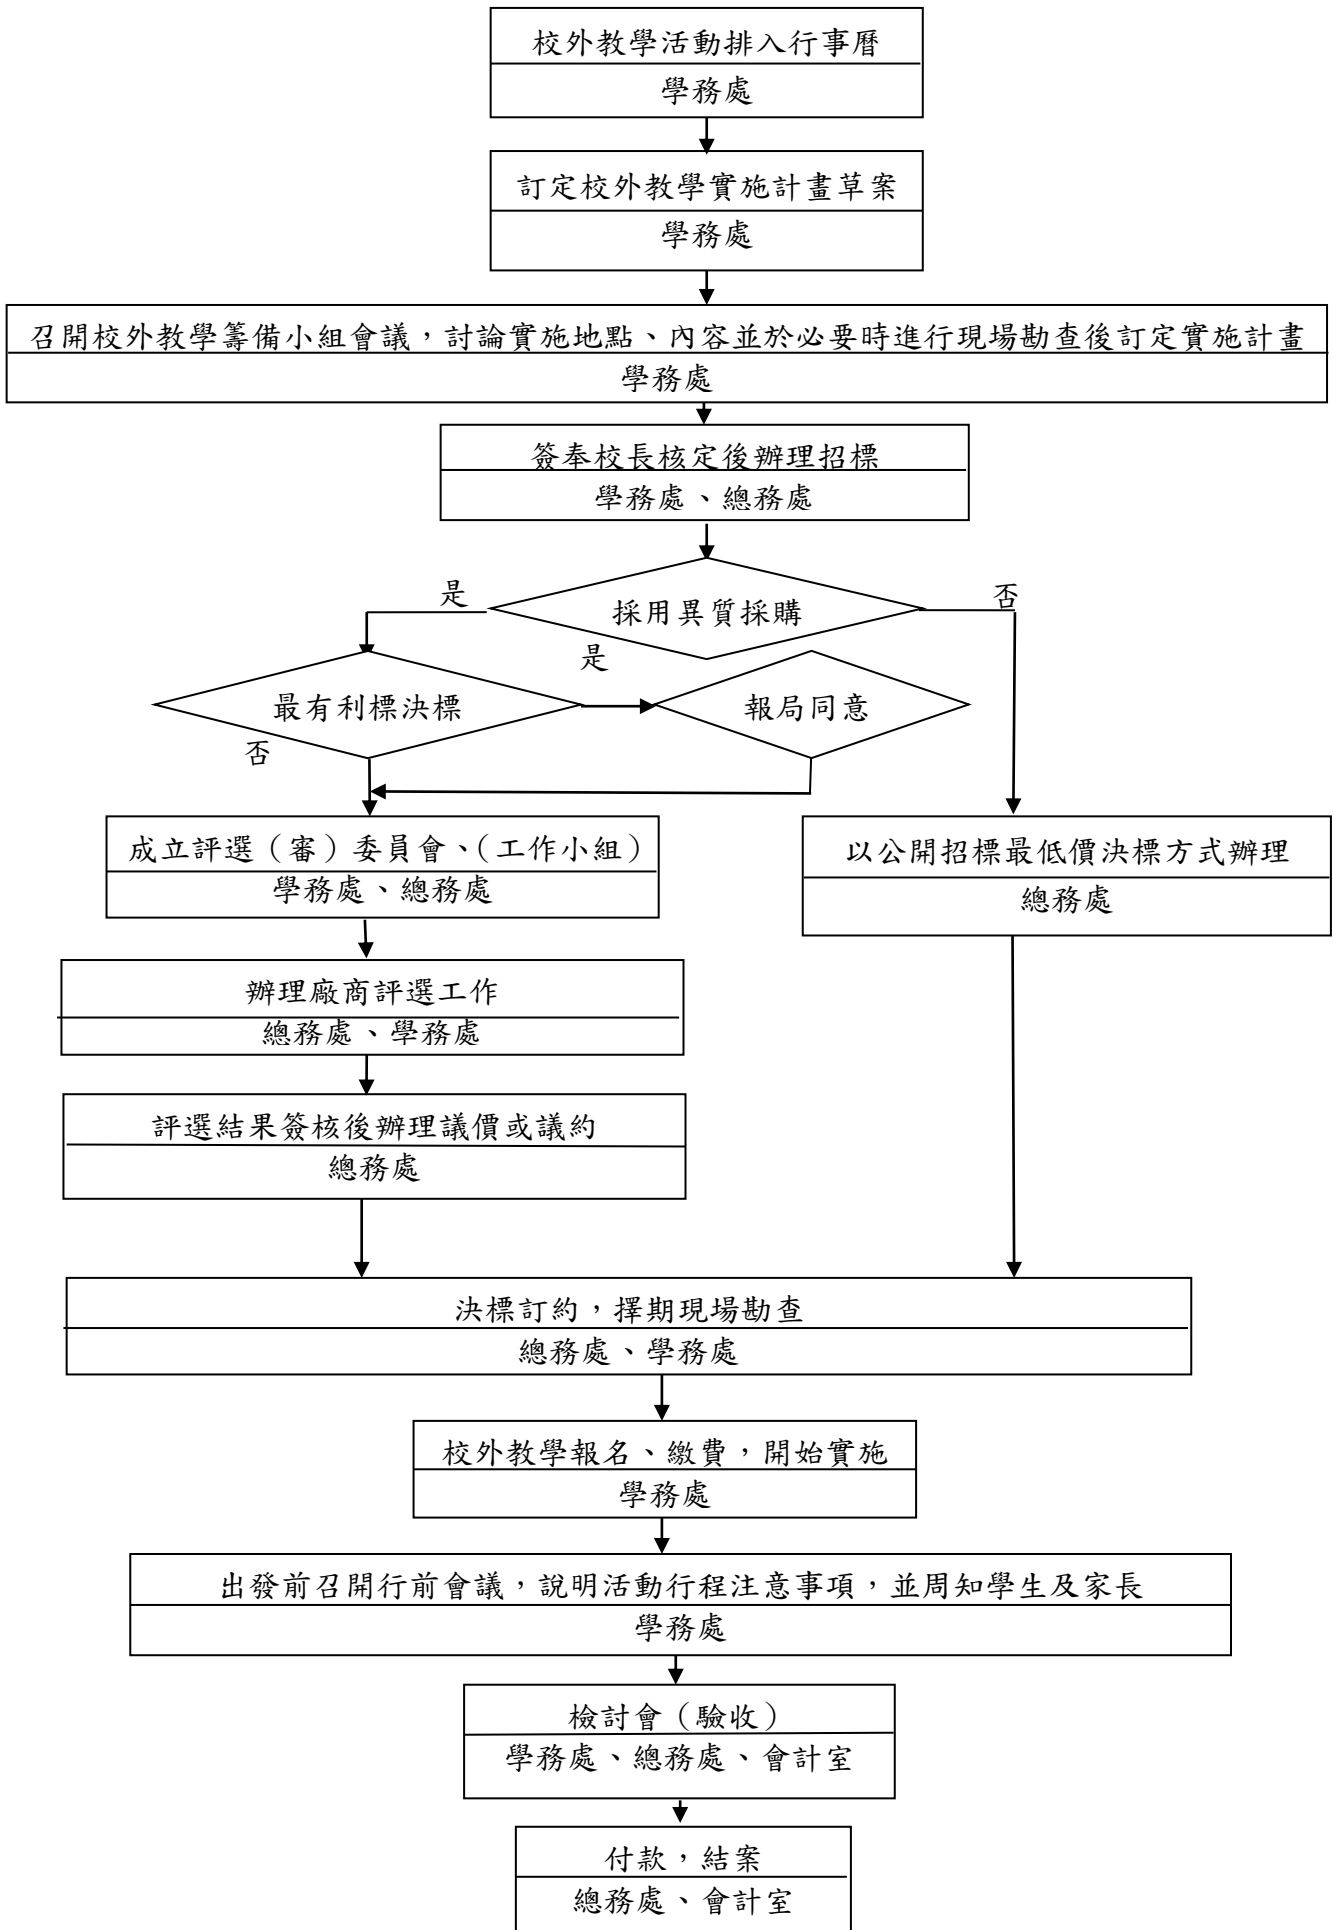 校外教學活動排入行事曆
學務處
訂定校外教學實施計畫草案
學務處
召開校外教學籌備小組會議，討論實施地點、內容並於必要時進行現場勘查後訂定實施計畫
學務處
簽奉校長核定後辦理招標
學務處、總務處
是
採用異質採購
否
是
最有利標決標
報局同意
否
成立評選（審）委員會、（工作小組）
學務處、總務處
以公開招標最低價決標方式辦理
總務處
辦理廠商評選工作
總務處、學務處
評選結果簽核後辦理議價或議約
總務處
決標訂約，擇期現場勘查
總務處、學務處
校外教學報名、繳費，開始實施
學務處
出發前召開行前會議，說明活動行程注意事項，並周知學生及家長
學務處
檢討會（驗收）
學務處、總務處、會計室
付款，結案
總務處、會計室